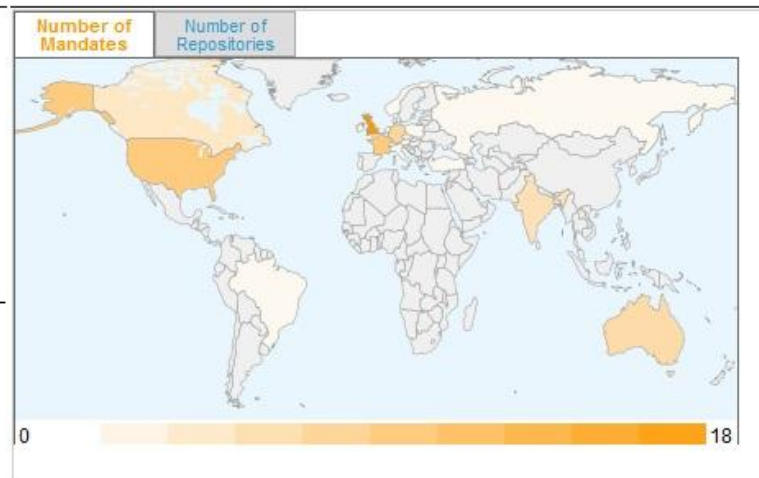 Number of
Mandates
Number of
Repositories
0
18